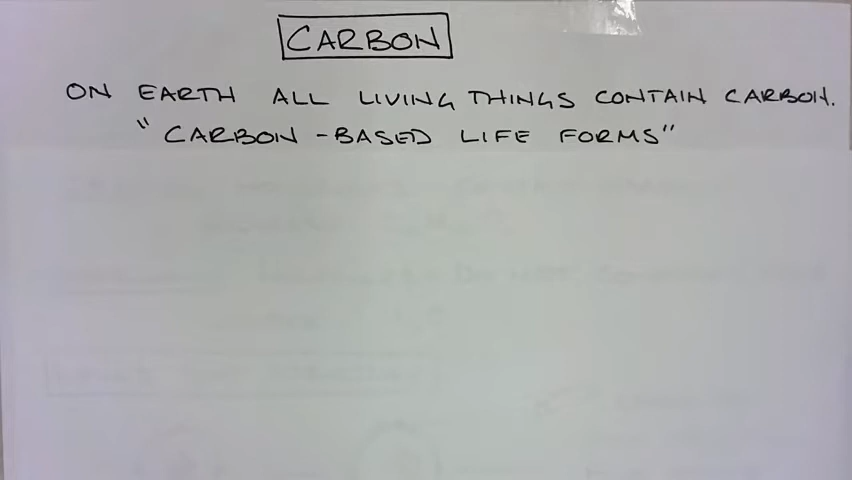 CARBON
ON EARTH ALL LIVING THINGS CONTAIN CARBON.
"CARBON-BASED LIFE FORMS"